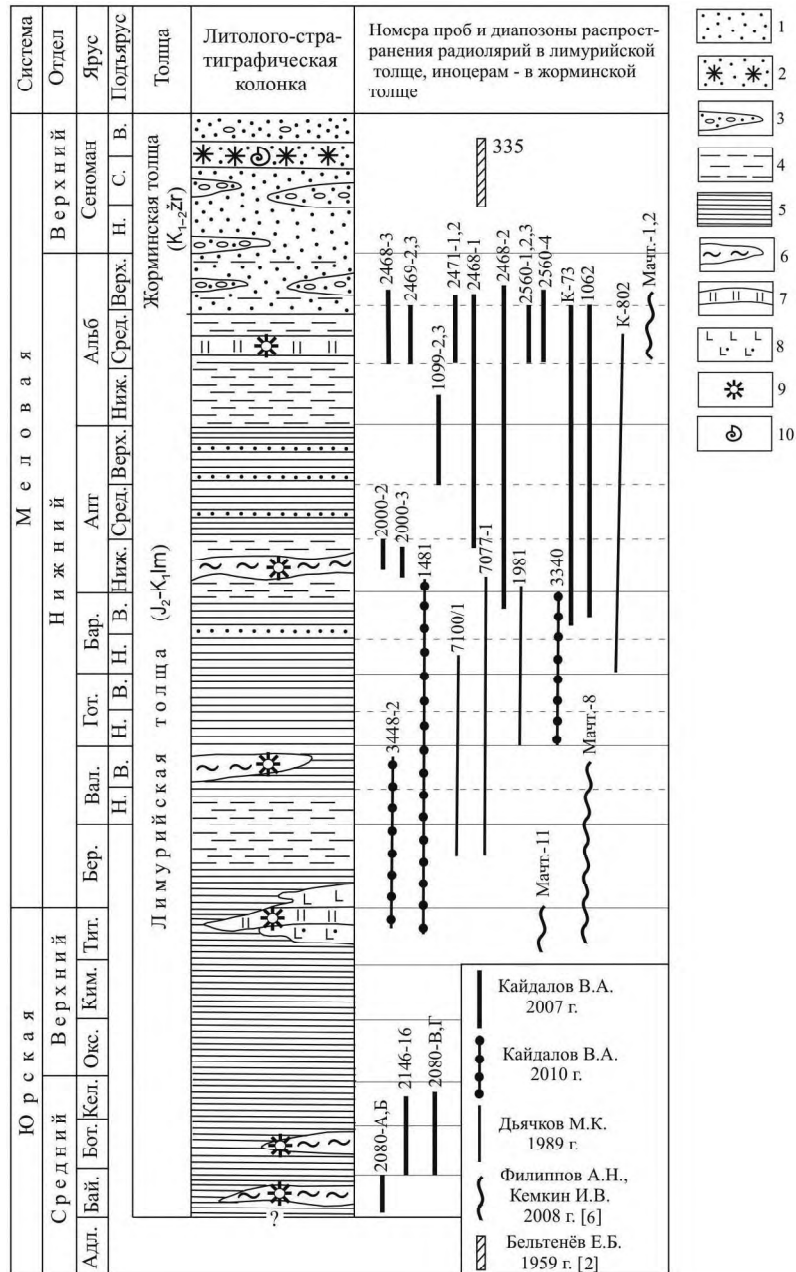 Система
Отдел
Ярус
Подъярус
Толща
Литолого-стра-
тиграфическая
колонка
Номера проб и диапозоны распрост-
ранения радиолярий в лимурийской
толще, иноцерам - в жорминской
толще
Меловая
Юрская
Верхний
Нижний
Верхний
Средний
Сеноман
Альб
Апт
Бар.
Гот.
Вал.
Бер.
Тит.
Ким.
Окс.
Кел.
Бот.
Бай.
Адл.
В.
С.
Н.
Верх.
Сред.
Ниж.
Верх.
Сред.
Ниж.
В.
Н.
В.
Н.
В.
Н.
Жорминская толща
(K₁₋₂žr)
Лимурийская толща (J₂-K₁lm)
?
335
2468-3
2469-2,3
2471-1,2
2468-1
2468-2
2560-1,2,3
2560-4
К-73
1062
К-802
Мачт.-1,2
1099-2,3
2000-2
2000-3
1481
7077-1
1981
3340
7100/1
3448-2
Мачт.-8
Мачт.-11
2146-16
2080-В,Г
2080-А,Б
Кайдалов В.А.
2007 г.
Кайдалов В.А.
2010 г.
Дьячков М.К.
1989 г.
Филиппов А.Н.,
Кемкин И.В.
2008 г. [6]
Бельтенёв Е.Б.
1959 г. [2]
1
2
3
4
5
6
7
8
9
10